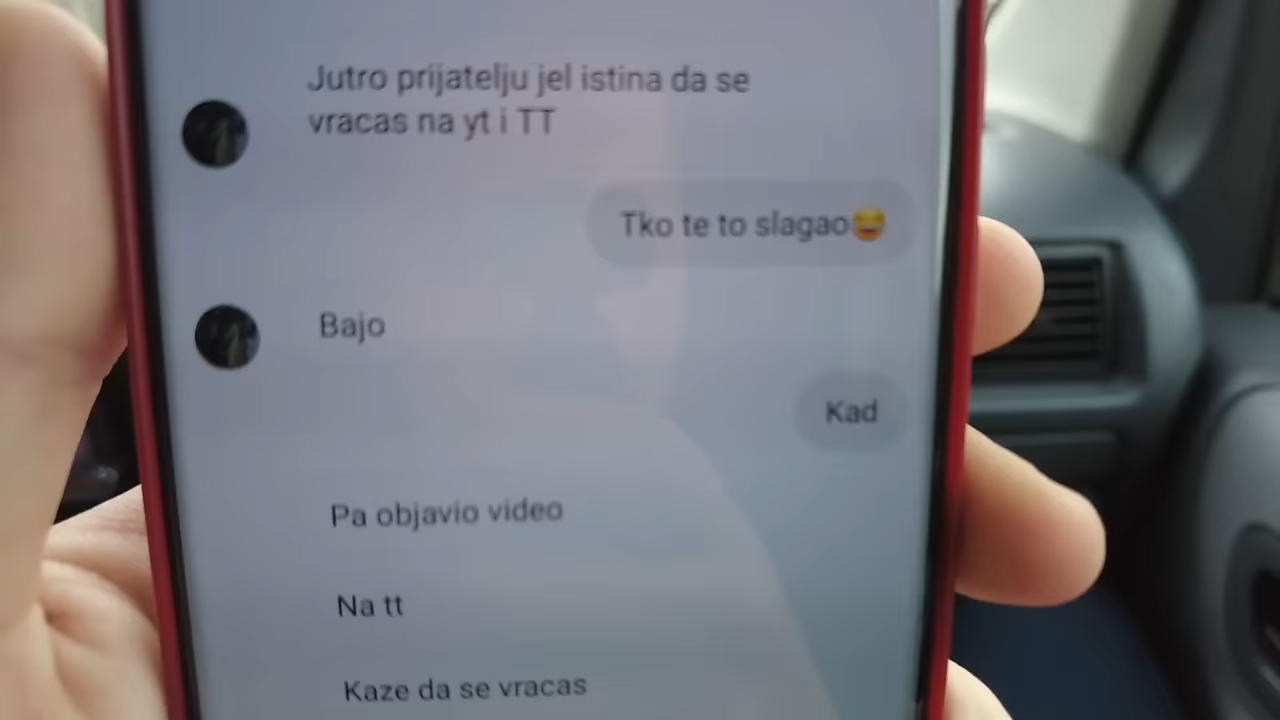 Jutro prijatelju jel istina da se
vracas na yt i TT
Tko te to slagao😆
Bajo
Kad
Pa objavio video
Na tt
Kaze da se vracas